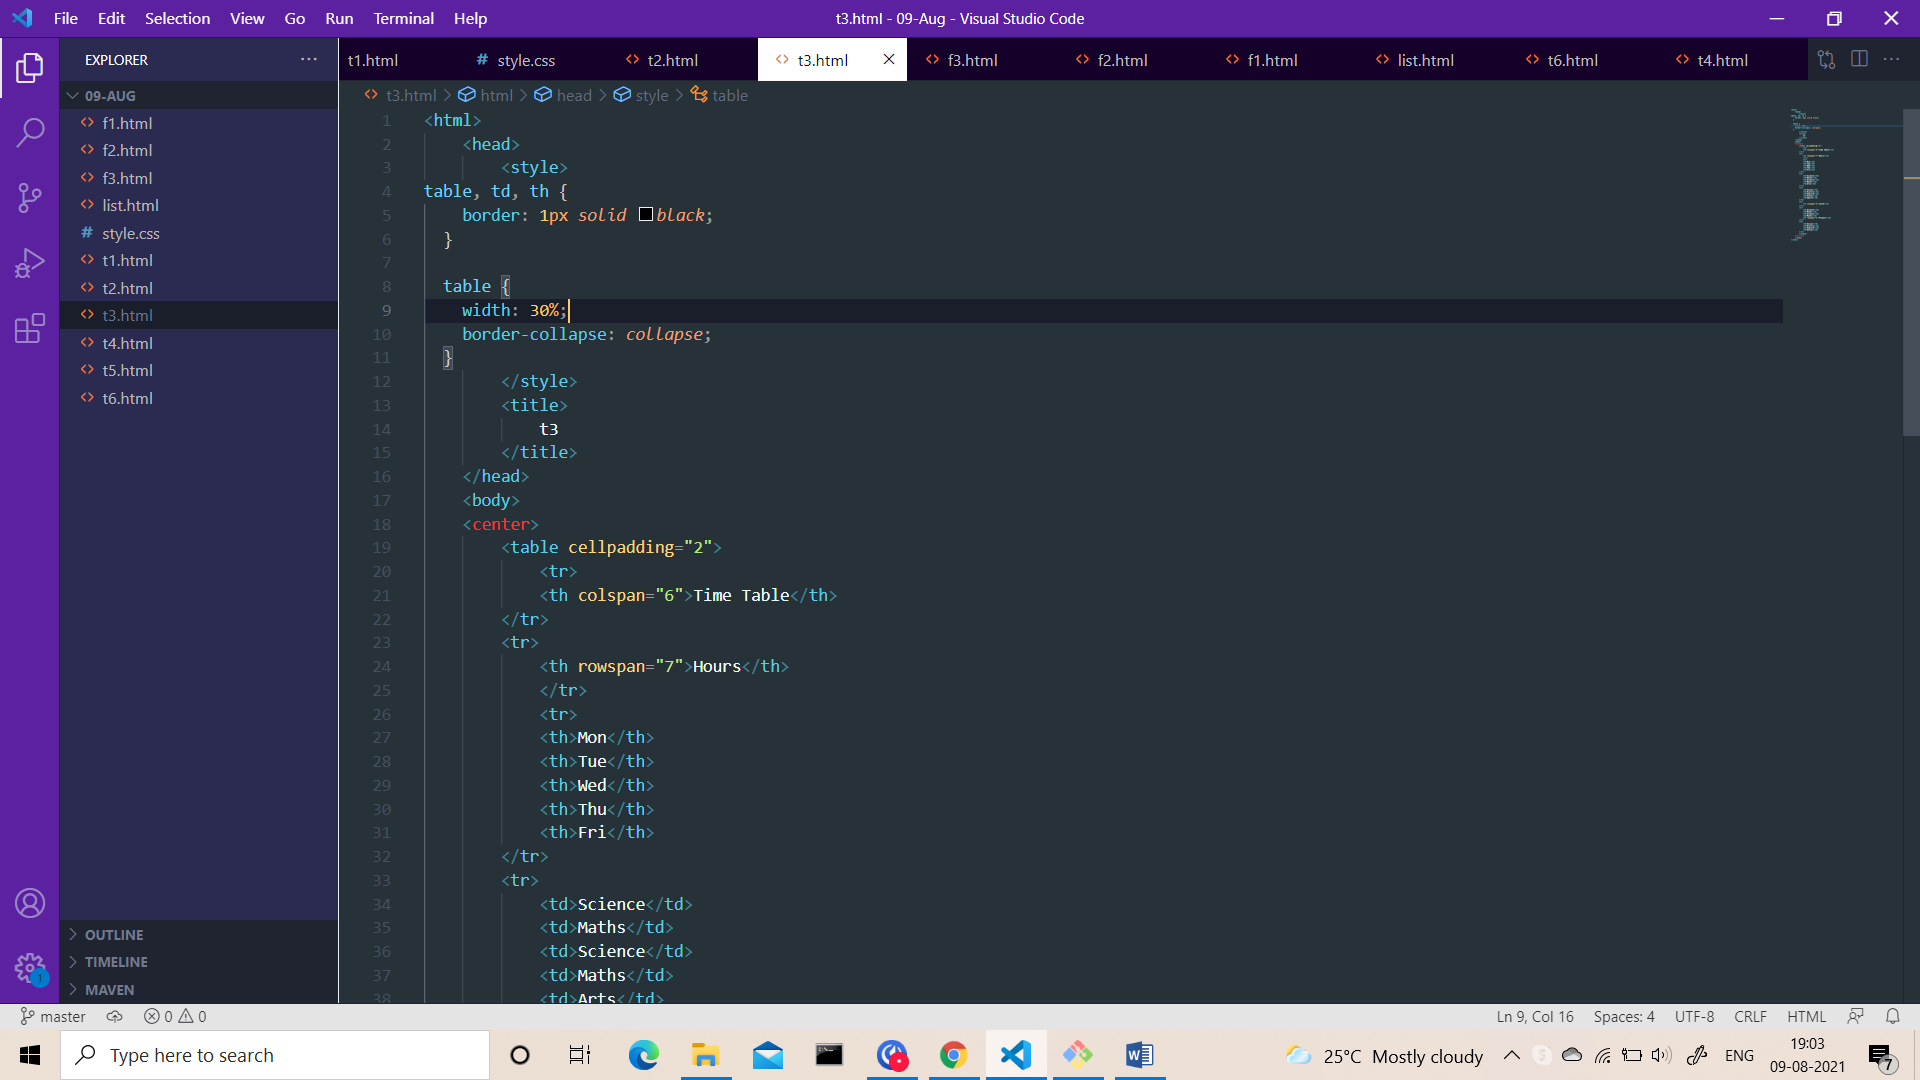 File Edit Selection View Go Run Terminal Help
t3.html - 09-Aug - Visual Studio Code
EXPLORER
09-AUG
f1.html
f2.html
f3.html
list.html
style.css
t1.html
t2.html
t3.html
t4.html
t5.html
t6.html
OUTLINE
TIMELINE
MAVEN
t1.html # style.css t2.html t3.html f3.html f2.html f1.html list.html t6.html t4.html
t3.html > html > head > style > table
1 <html>
2 <head>
3 <style>
4 table, td, th {
5 border: 1px solid black;
6 }
7
8 table {
9 width: 30%;
10 border-collapse: collapse;
11 }
12 </style>
13 <title>
14 t3
15 </title>
16 </head>
17 <body>
18 <center>
19 <table cellpadding="2">
20 <tr>
21 <th colspan="6">Time Table</th>
22 </tr>
23 <tr>
24 <th rowspan="7">Hours</th>
25 </tr>
26 <tr>
27 <th>Mon</th>
28 <th>Tue</th>
29 <th>Wed</th>
30 <th>Thu</th>
31 <th>Fri</th>
32 </tr>
33 <tr>
34 <td>Science</td>
35 <td>Maths</td>
36 <td>Science</td>
37 <td>Maths</td>
38 <td>Arts</td>
master 0 0 Ln 9, Col 16 Spaces: 4 UTF-8 CRLF HTML
Type here to search
25°C Mostly cloudy ENG
19:03
09-08-2021
7
1